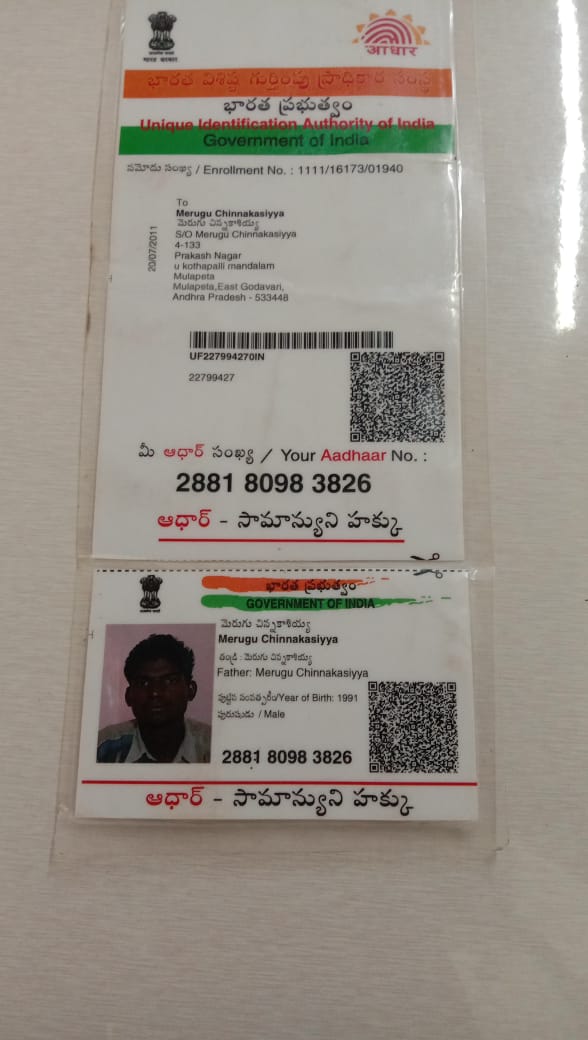 भारत सरकार
आधार
భారత విశిష్ట గుర్తింపు ప్రాధికార సంస్థ
భారత ప్రభుత్వం
Unique Identification Authority of India
Government of India
నమోదు సంఖ్య / Enrollment No. : 1111/16173/01940
To
Merugu Chinnakasiyya
మెరుగు చిన్నకాశియ్య
S/O Merugu Chinnakasiyya
4-133
Prakash Nagar
u kothapalli mandalam
Mulapeta
Mulapeta,East Godavari,
Andhra Pradesh - 533448
20/07/2011
UF227994270IN
22799427
మీ ఆధార్ సంఖ్య / Your Aadhaar No. :
2881 8098 3826
ఆధార్ - సామాన్యుని హక్కు
భారత ప్రభుత్వం
GOVERNMENT OF INDIA
మెరుగు చిన్నకాశియ్య
Merugu Chinnakasiyya
తండ్రి : మెరుగు చిన్నకాశియ్య
Father: Merugu Chinnakasiyya
పుట్టిన సంవత్సరం/Year of Birth: 1991
పురుషుడు / Male
2881 8098 3826
ఆధార్ - సామాన్యుని హక్కు